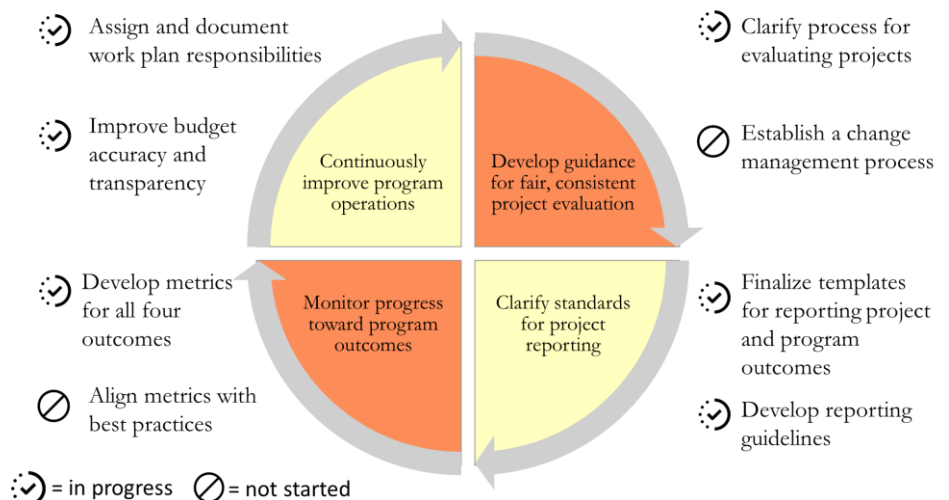 Assign and document
work plan responsibilities
Improve budget
accuracy and
transparency
Continuously
improve program
operations
Develop guidance
for fair, consistent
project evaluation
Clarify process for
evaluating projects
Establish a change
management process
Develop metrics
for all four
outcomes
Align metrics with
best practices
Monitor progress
toward program
outcomes
Clarify standards
for project
reporting
Finalize templates
for reporting project
and program
outcomes
Develop reporting
guidelines
= in progress
= not started